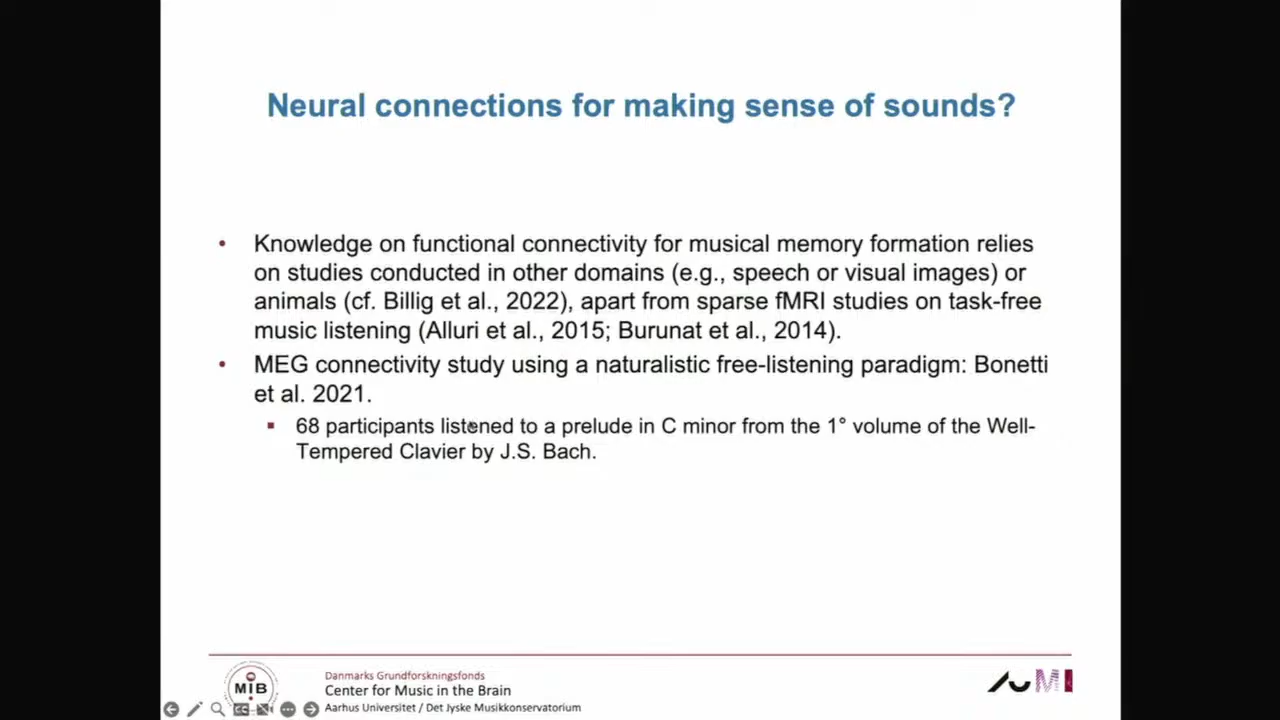 Neural connections for making sense of sounds?
• Knowledge on functional connectivity for musical memory formation relies
on studies conducted in other domains (e.g., speech or visual images) or
animals (cf. Billig et al., 2022), apart from sparse fMRI studies on task-free
music listening (Alluri et al., 2015; Burunat et al., 2014).
• MEG connectivity study using a naturalistic free-listening paradigm: Bonetti
et al. 2021.
▪ 68 participants listened to a prelude in C minor from the 1° volume of the Well-
Tempered Clavier by J.S. Bach.
MIB
Danmarks Grundforskningsfonds
Center for Music in the Brain
Aarhus Universitet / Det Jyske Musikkonservatorium